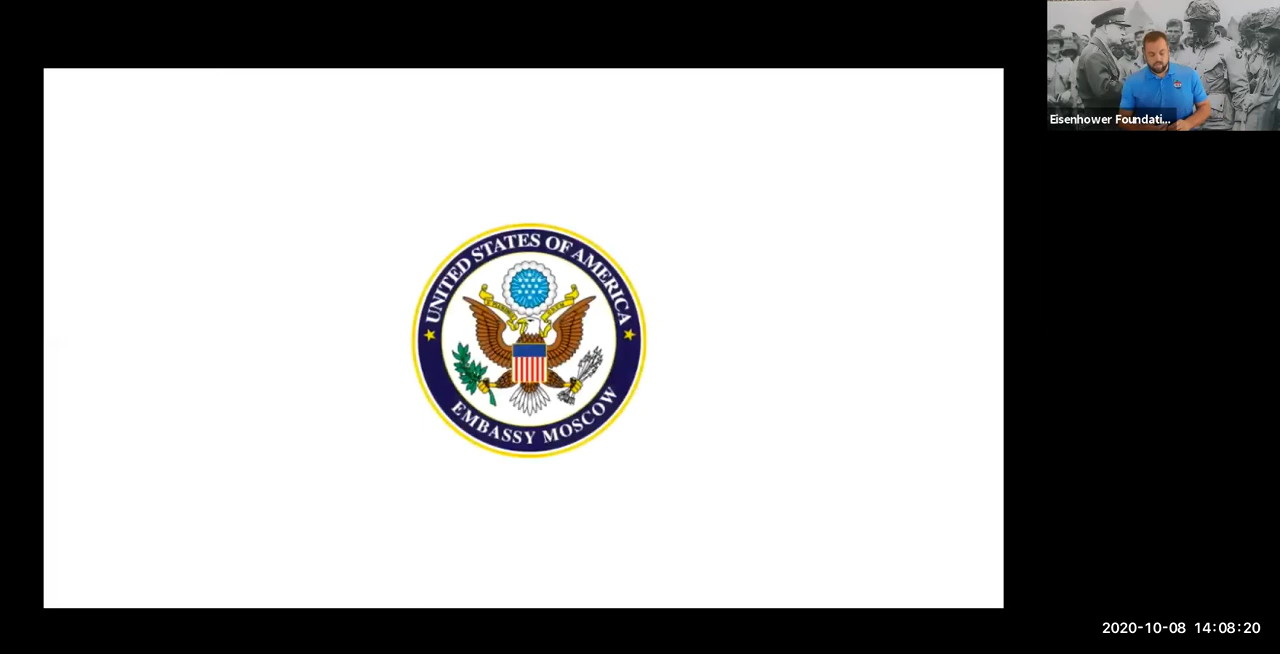 Eisenhower Foundati...
UNITED STATES OF AMERICA
EMBASSY MOSCOW
2020-10-08 14:08:20